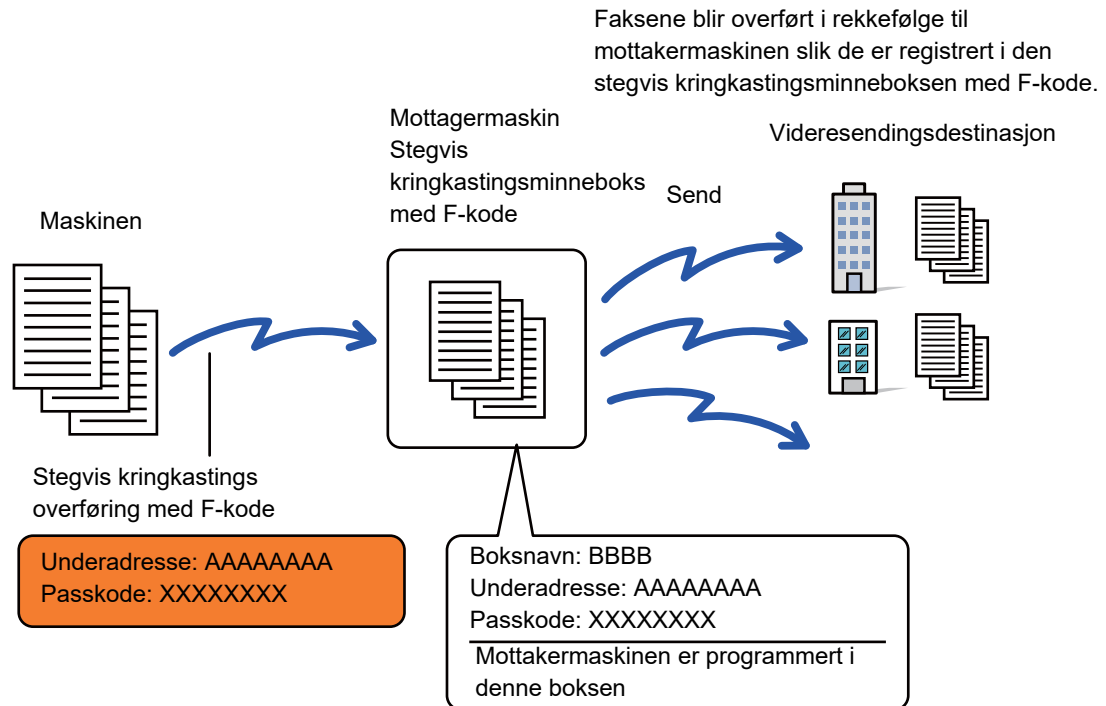 Faksene blir overført i rekkefølge til
mottakermaskinen slik de er registrert i den
stegvis kringkastingsminneboksen med F-kode.
Mottagermaskin
Stegvis
kringkastingsminneboks
med F-kode
Videresendingsdestinasjon
Send
Maskinen
Stegvis kringkastings
overføring med F-kode
Underadresse: AAAAAAAA
Passkode: XXXXXXXX
Boksnavn: BBBB
Underadresse: AAAAAAAA
Passkode: XXXXXXXX
Mottakermaskinen er programmert i
denne boksen